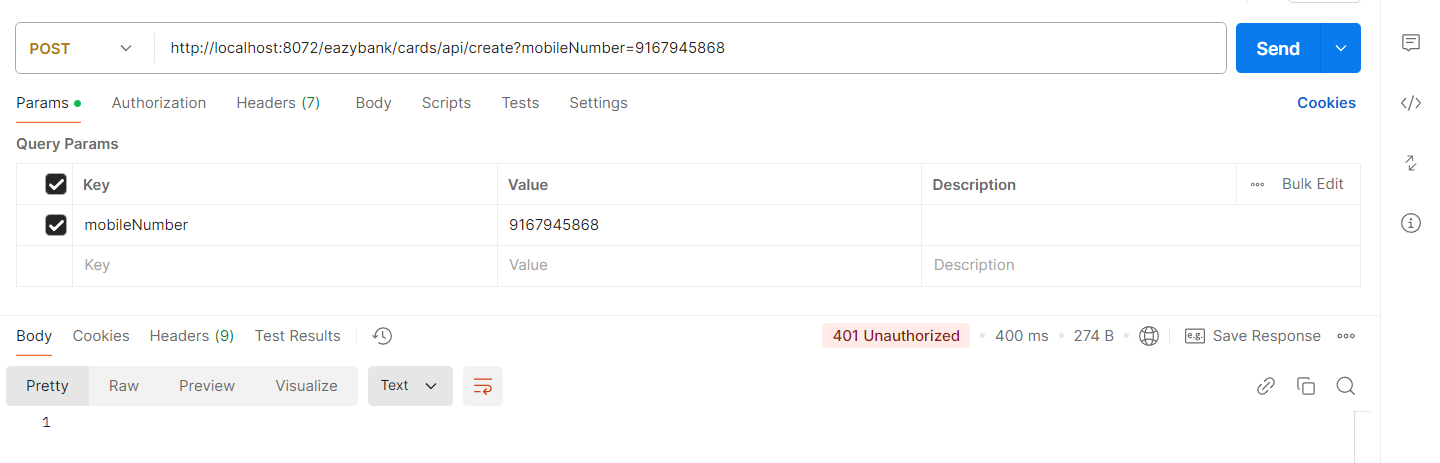 POST http://localhost:8072/eazybank/cards/api/create?mobileNumber=9167945868 Send
Params Authorization Headers (7) Body Scripts Tests Settings Cookies
Query Params
Key Value Description Bulk Edit
mobileNumber 9167945868
Key Value Description
Body Cookies Headers (9) Test Results 401 Unauthorized 400 ms 274 B e.g. Save Response
Pretty Raw Preview Visualize Text
1